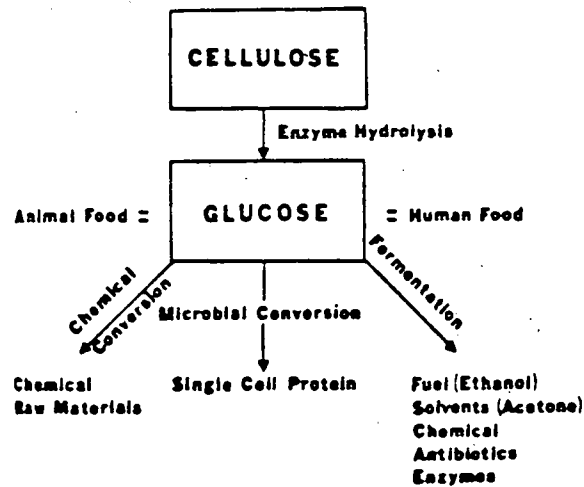 CELLULOSE
Enzyme Hydrolysis
Animal Food =
GLUCOSE
= Human Food
Chemical
Conversion
Microbial Conversion
Fermentation
Chemical
Raw Materials
Single Cell Protein
Fuel (Ethanol)
Solvents (Acetone)
Chemical
Antibiotics
Enzymes